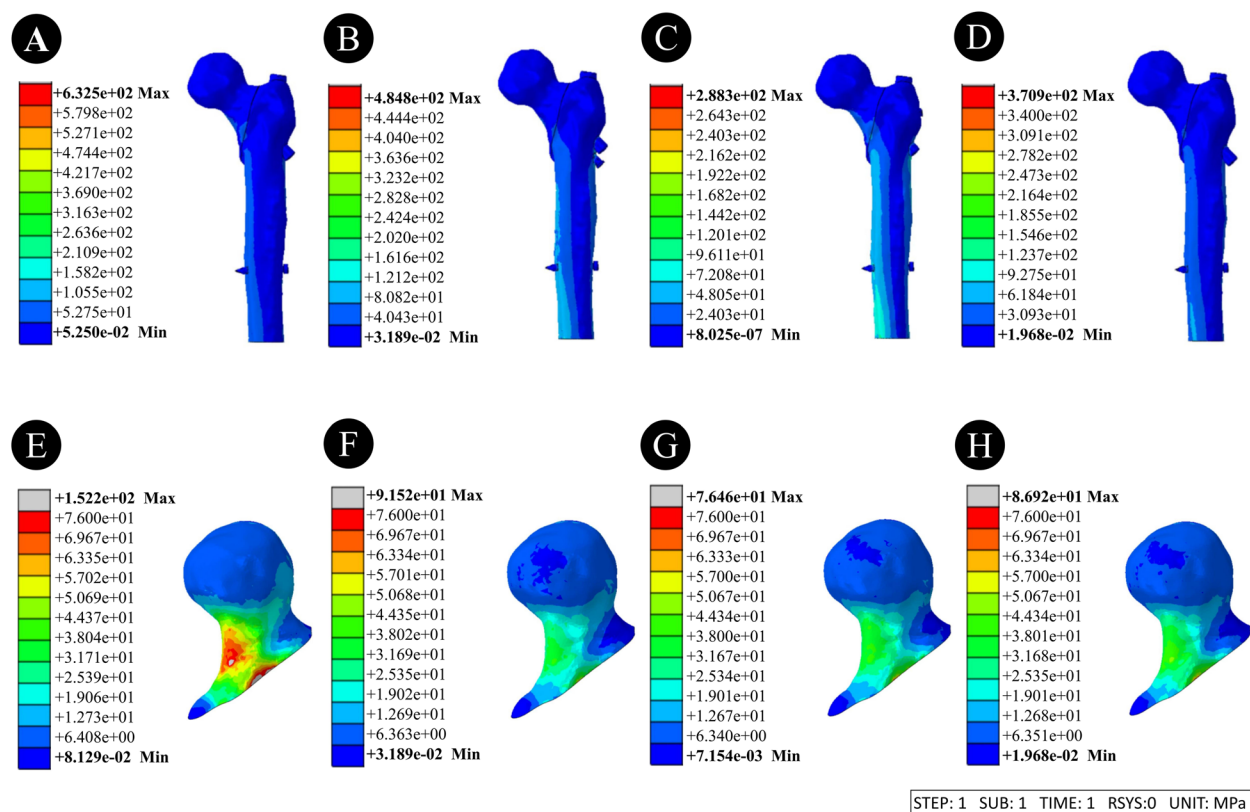 A
+6.325e+02 Max
+5.798e+02
+5.271e+02
+4.744e+02
+4.217e+02
+3.690e+02
+3.163e+02
+2.636e+02
+2.109e+02
+1.582e+02
+1.055e+02
+5.275e+01
+5.250e-02 Min
B
+4.848e+02 Max
+4.444e+02
+4.040e+02
+3.636e+02
+3.232e+02
+2.828e+02
+2.424e+02
+2.020e+02
+1.616e+02
+1.212e+02
+8.082e+01
+4.043e+01
+3.189e-02 Min
C
+2.883e+02 Max
+2.643e+02
+2.403e+02
+2.162e+02
+1.922e+02
+1.682e+02
+1.442e+02
+1.201e+02
+9.611e+01
+7.208e+01
+4.805e+01
+2.403e+01
+8.025e-07 Min
D
+3.709e+02 Max
+3.400e+02
+3.091e+02
+2.782e+02
+2.473e+02
+2.164e+02
+1.855e+02
+1.546e+02
+1.237e+02
+9.275e+01
+6.184e+01
+3.093e+01
+1.968e-02 Min
E
+1.522e+02 Max
+7.600e+01
+6.967e+01
+6.335e+01
+5.702e+01
+5.069e+01
+4.437e+01
+3.804e+01
+3.171e+01
+2.539e+01
+1.906e+01
+1.273e+01
+6.408e+00
+8.129e-02 Min
F
+9.152e+01 Max
+7.600e+01
+6.967e+01
+6.334e+01
+5.701e+01
+5.068e+01
+4.435e+01
+3.802e+01
+3.169e+01
+2.535e+01
+1.902e+01
+1.269e+01
+6.363e+00
+3.189e-02 Min
G
+7.646e+01 Max
+7.600e+01
+6.967e+01
+6.333e+01
+5.700e+01
+5.067e+01
+4.434e+01
+3.800e+01
+3.167e+01
+2.534e+01
+1.901e+01
+1.267e+01
+6.340e+00
+7.154e-03 Min
H
+8.692e+01 Max
+7.600e+01
+6.967e+01
+6.334e+01
+5.700e+01
+5.067e+01
+4.434e+01
+3.801e+01
+3.168e+01
+2.535e+01
+1.901e+01
+1.268e+01
+6.351e+00
+1.968e-02 Min
STEP: 1 SUB: 1 TIME: 1 RSYS:0 UNIT: MPa